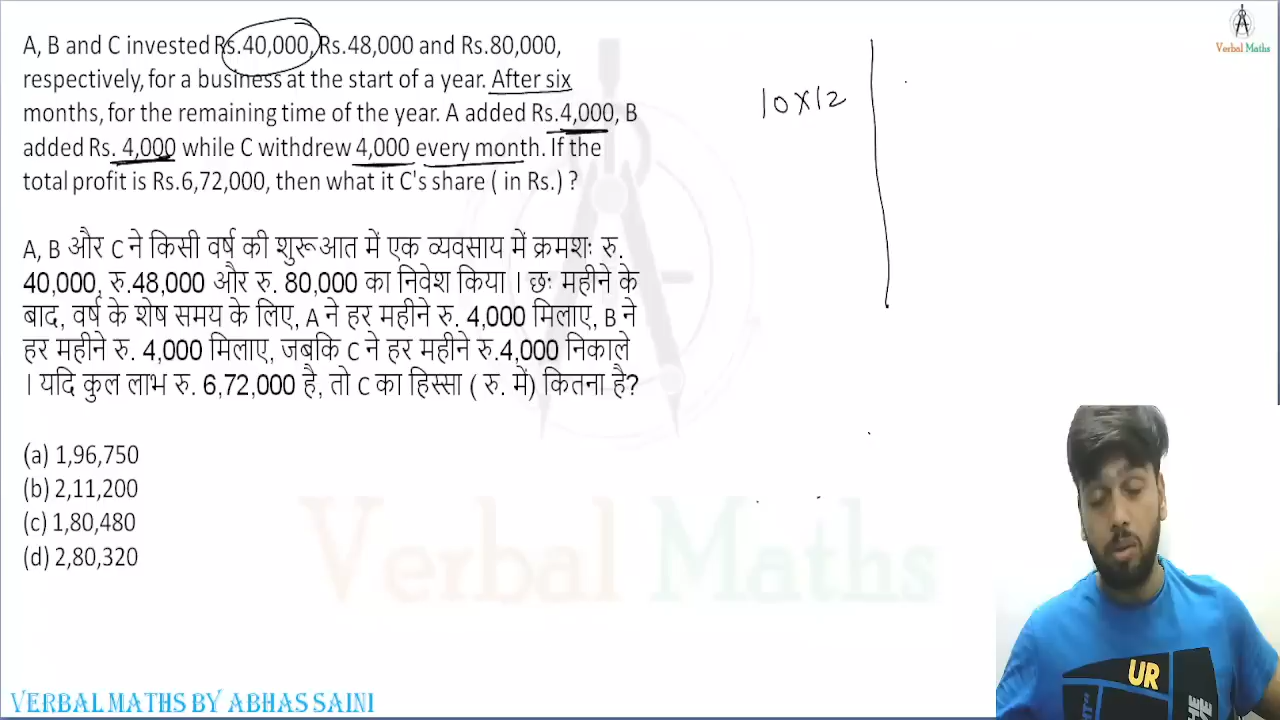 A, B and C invested Rs.40,000, Rs.48,000 and Rs.80,000,
respectively, for a business at the start of a year. After six
months, for the remaining time of the year. A added Rs.4,000, B
added Rs. 4,000 while C withdrew 4,000 every month. If the
total profit is Rs.6,72,000, then what it C's share ( in Rs.) ?
A, B और C ने किसी वर्ष की शुरूआत में एक व्यवसाय में क्रमशः रु.
40,000, रु.48,000 और रु. 80,000 का निवेश किया । छः महीने के
बाद, वर्ष के शेष समय के लिए, A ने हर महीने रु. 4,000 मिलाए, B ने
हर महीने रु. 4,000 मिलाए, जबकि C ने हर महीने रु.4,000 निकाले
। यदि कुल लाभ रु. 6,72,000 है, तो C का हिस्सा ( रु. में) कितना है?
(a) 1,96,750
(b) 2,11,200
(c) 1,80,480
(d) 2,80,320
10×12
Verbal Maths
Verbal Maths
UR
VERBAL MATHS BY ABHAS SAINI